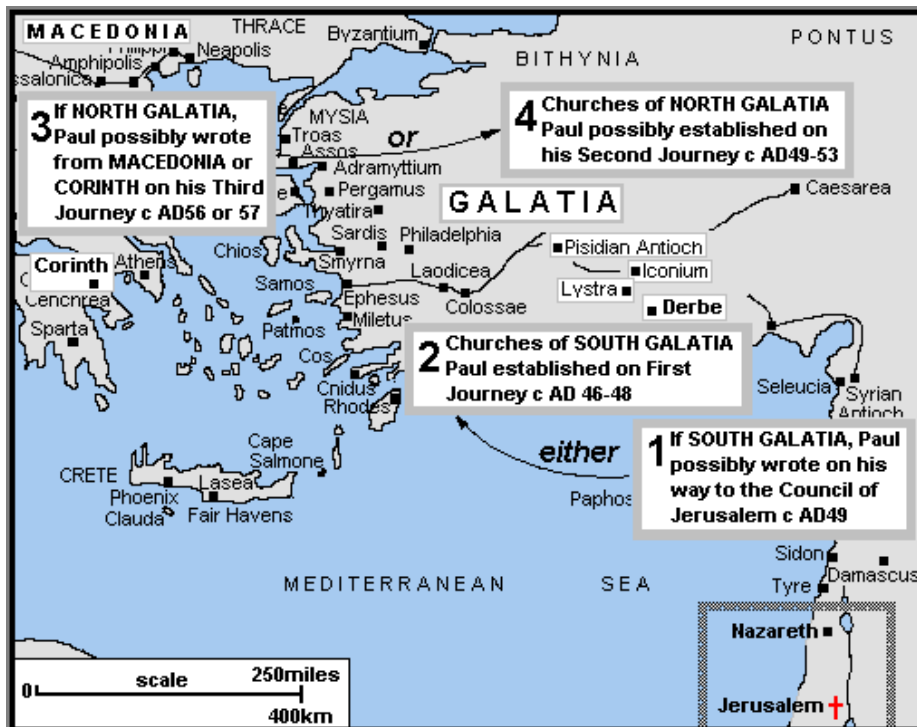 MACEDONIA
THRACE
Byzantium
PONTUS
BITHYNIA
Neapolis
Amphipolis
3 If NORTH GALATIA,
Paul possibly wrote
from MACEDONIA or
CORINTH on his Third
Journey c AD56 or 57
MYSIA
Troas
or
4 Churches of NORTH GALATIA
Paul possibly established on
his Second Journey c AD49-53
Assos
Adramyttium
Pergamus
Caesarea
GALATIA
Chios
Sardis
Philadelphia
Smyrna
Pisidian Antioch
Corinth
Athens
Laodicea
Iconium
Samos
Lystra
Ephesus
Colossae
Derbe
Cenchrea
Miletus
Sparta
Patmos
2 Churches of SOUTH GALATIA
Paul established on First
Journey c AD 46-48
Cos
Cnidus
Rhodes
Seleucia
Syrian
Antioch
either
1 If SOUTH GALATIA, Paul
possibly wrote on his
way to the Council of
Jerusalem c AD49
Cape
Salmone
CRETE
Lasea
Phoenix
Clauda
Fair Havens
Paphos
Sidon
Damascus
MEDITERRANEAN SEA
Tyre
Nazareth
scale
250miles
0
400km
Jerusalem